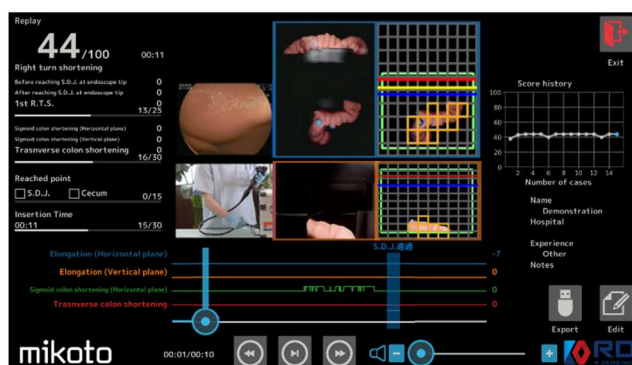 Replay
44/100
00:11
Right turn shortening
Before reaching S.D.J. at endoscope tip 0
After reaching S.D.J. at endoscope tip 0
1st R.T.S. 0
13/25
Sigmoid colon shortening (Horizontal plane) 0
Sigmoid colon shortening (Vertical plane) 0
Trasnverse colon shortening 0
16/30
Reached point
S.D.J. Cecum 0/15
Insertion Time
00:11 15/30
Exit
Score history
100
80
60
40
20
0
2 4 6 8 10 12 14
Number of cases
Name
Demonstration
Hospital
Experience
Other
Notes
S.D.J.通過
Elongation (Horizontal plane) -7
Elongation (Vertical plane) 0
Sigmoid colon shortening (Horizontal plane) 0
Trasnverse colon shortening 0
Export
Edit
mikoto
00:01/00:10